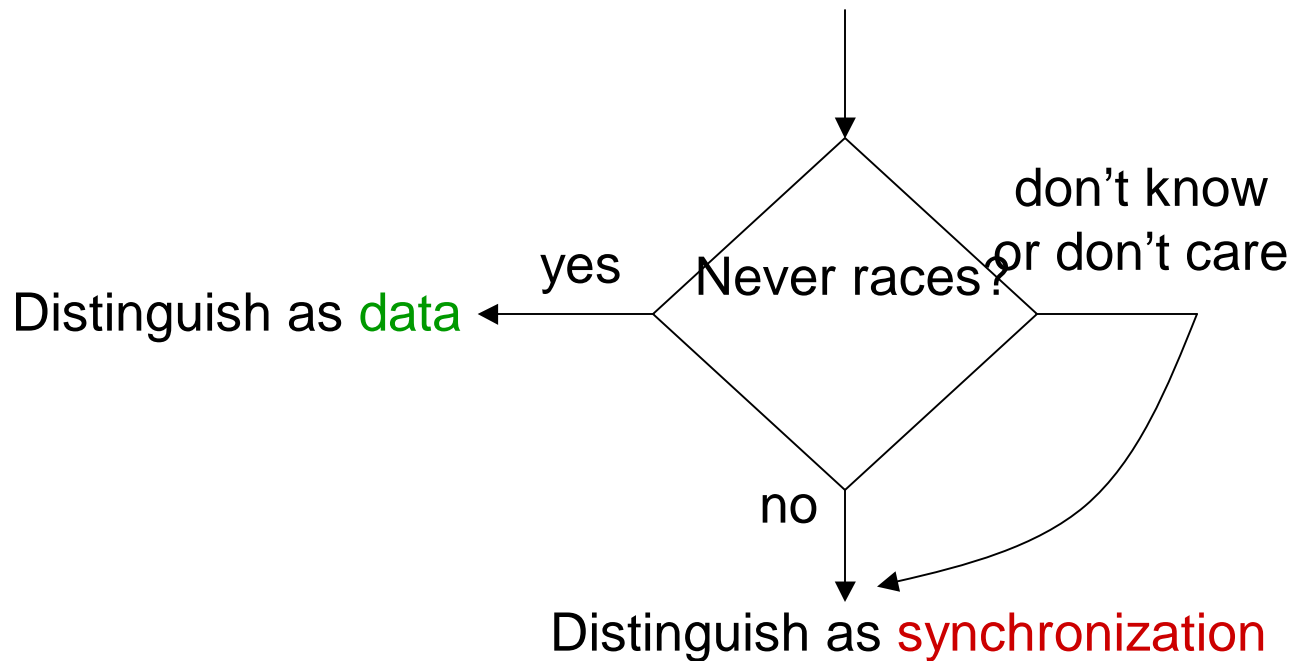 don’t know
or don’t care
yes
Never races?
Distinguish as data
no
Distinguish as synchronization